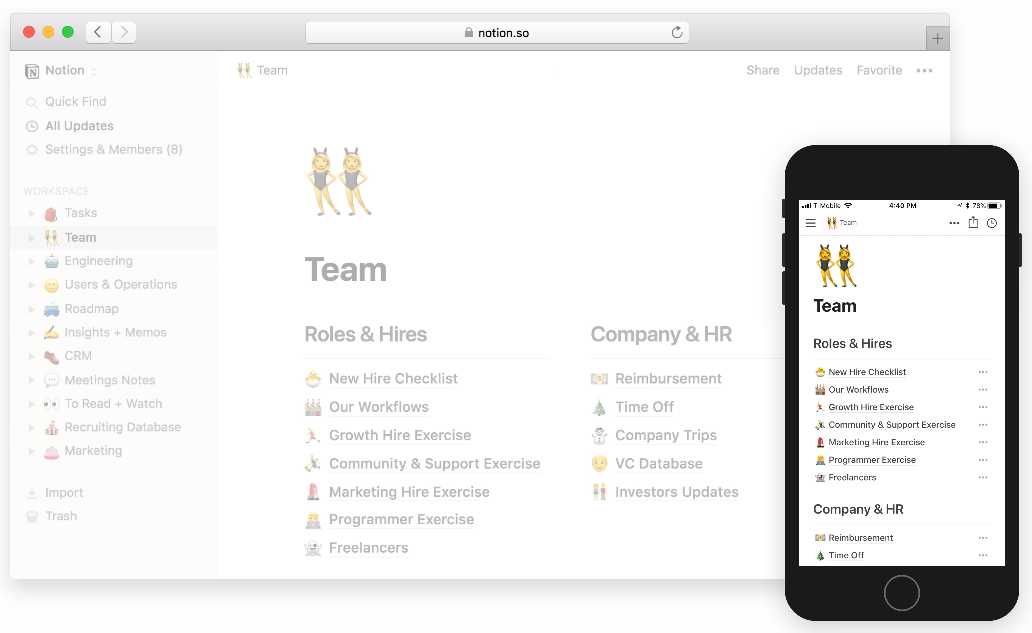 notion.so
Notion
Quick Find
All Updates
Settings & Members (8)
WORKSPACE
Tasks
Team
Engineering
Users & Operations
Roadmap
Insights + Memos
CRM
Meetings Notes
To Read + Watch
Recruiting Database
Marketing
Import
Trash
Team
Share Updates Favorite
Team
Roles & Hires
New Hire Checklist
Our Workflows
Growth Hire Exercise
Community & Support Exercise
Marketing Hire Exercise
Programmer Exercise
Freelancers
Company & HR
Reimbursement
Time Off
Company Trips
VC Database
Investors Updates
T-Mobile 4:40 PM 78%
Team
Team
Roles & Hires
New Hire Checklist
Our Workflows
Growth Hire Exercise
Community & Support Exercise
Marketing Hire Exercise
Programmer Exercise
Freelancers
Company & HR
Reimbursement
Time Off